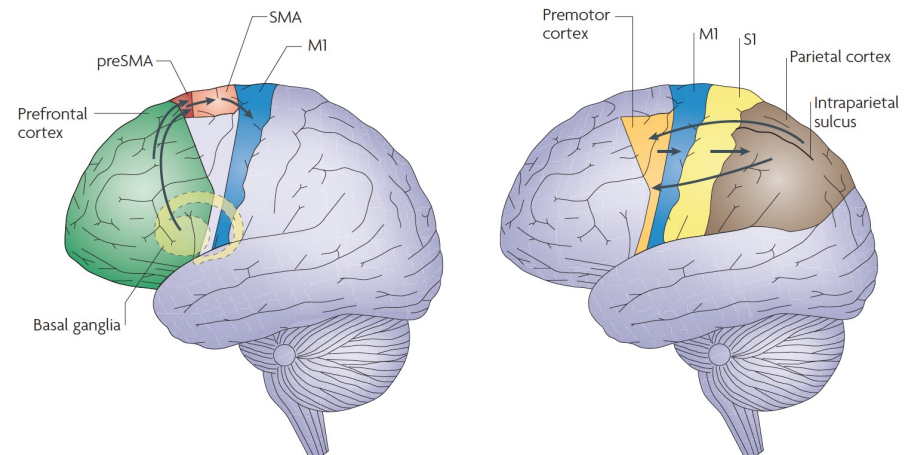 SMA
M1
preSMA
Prefrontal
cortex
Basal ganglia
Premotor
cortex
M1
S1
Parietal cortex
Intraparietal
sulcus